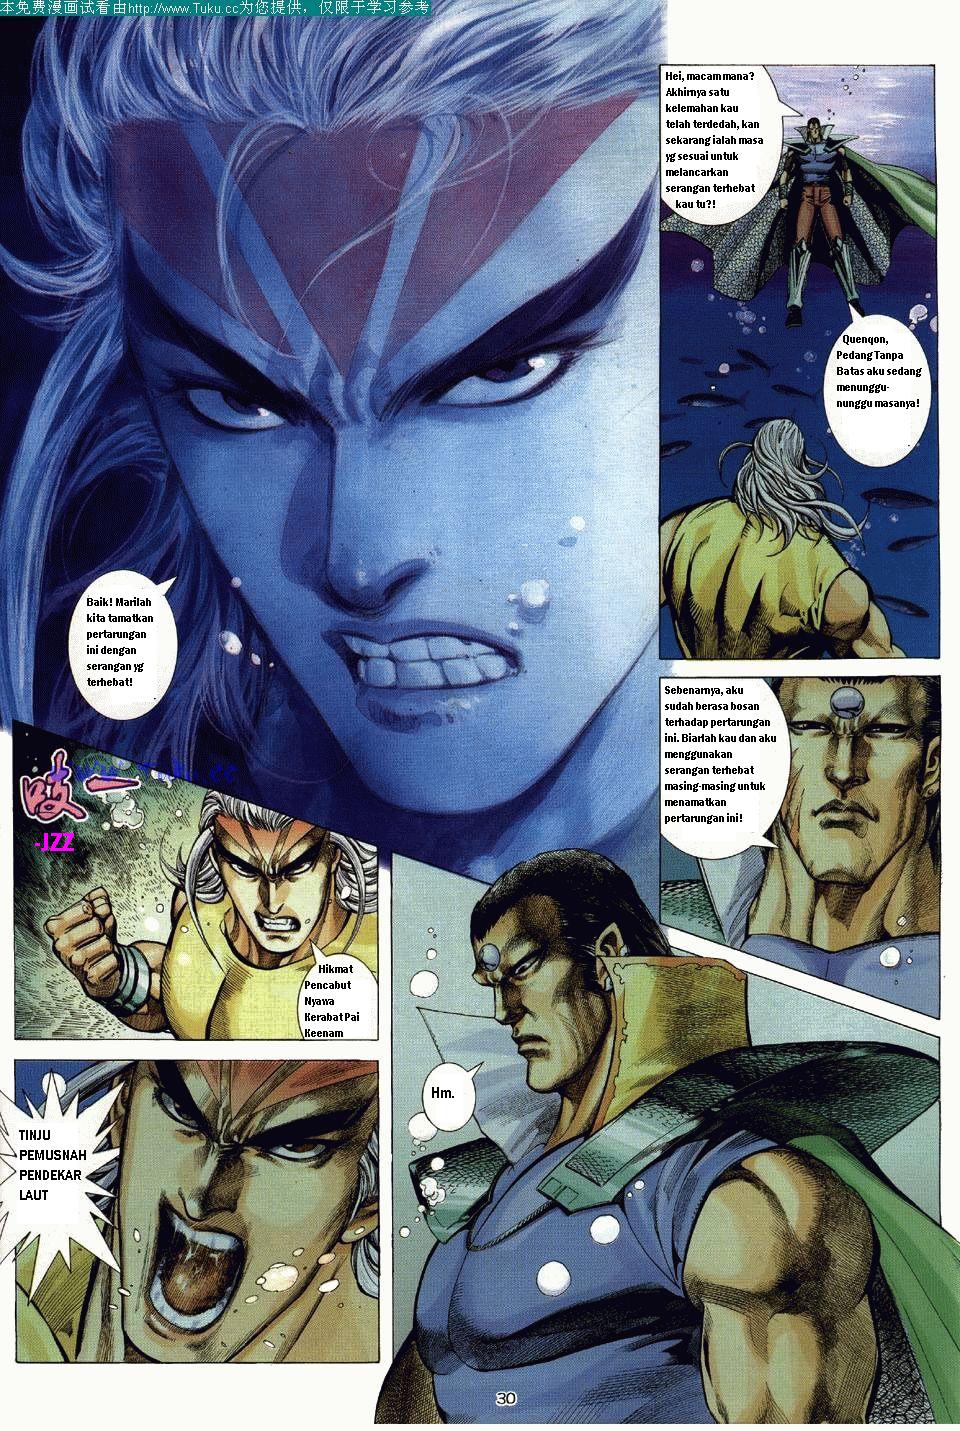 本免费漫画试看由http://www.Tuku.cc为您提供，仅限于学习参考
Hei, macam mana?
Akhirnya satu
kelemahan kau
telah terdedah, kan
sekarang ialah masa
yg sesuai untuk
melancarkan
serangan terhebat
kau tu?!
Quenqon,
Pedang Tanpa
Batas aku sedang
menunggu-
nunggu masanya!
Baik! Marilah
kita tamatkan
pertarungan
ini dengan
serangan yg
terhebat!
Sebenarnya, aku
sudah berasa bosan
terhadap pertarungan
ini. Biarlah kau dan aku
menggunakan
serangan terhebat
masing-masing untuk
menamatkan
pertarungan ini!
www.Tuku.cc
吱一
-JZZ
Hikmat
Pencabut
Nyawa
Kerabat Pai
Keenam
Hm.
TINJU
PEMUSNAH
PENDEKAR
LAUT
30